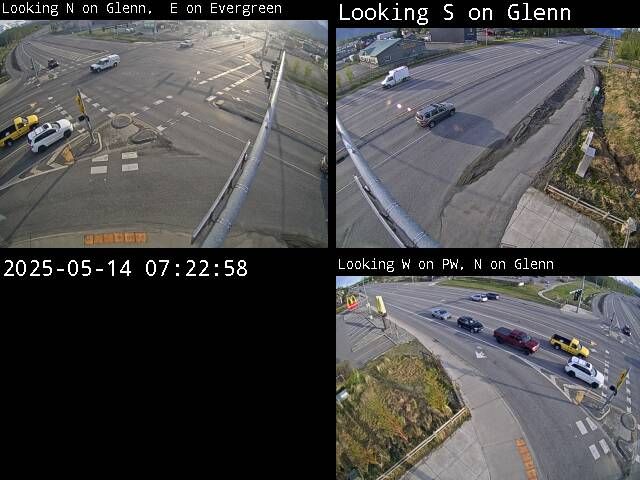 Looking N on Glenn,  E on Evergreen
Looking S on Glenn
2025-05-14 07:22:58
Looking W on PW, N on Glenn